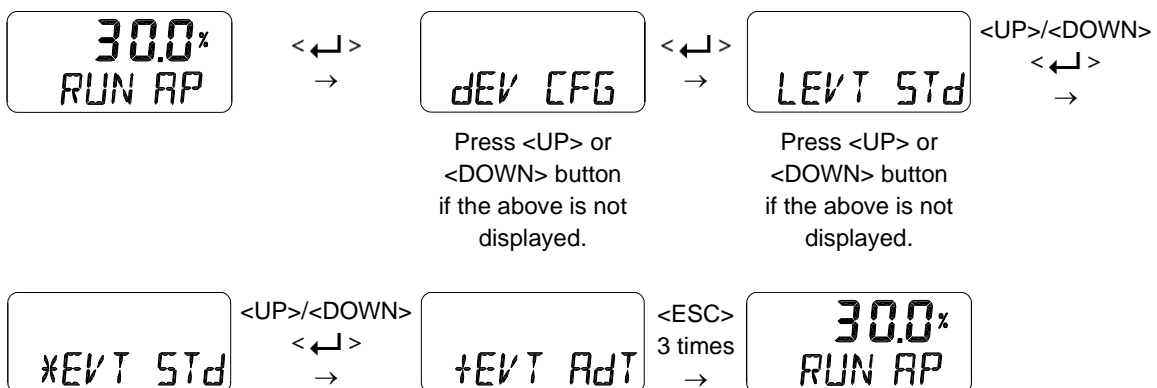 30.0%
RUN AP
<↵>
→
dEV CFG
Press <UP> or
<DOWN> button
if the above is not
displayed.
<↵>
→
LEVT STd
Press <UP> or
<DOWN> button
if the above is not
displayed.
<UP>/<DOWN>
<↵>
→
*EVT STd
<UP>/<DOWN>
<↵>
→
+EVT AdT
<ESC>
3 times
→
30.0%
RUN AP